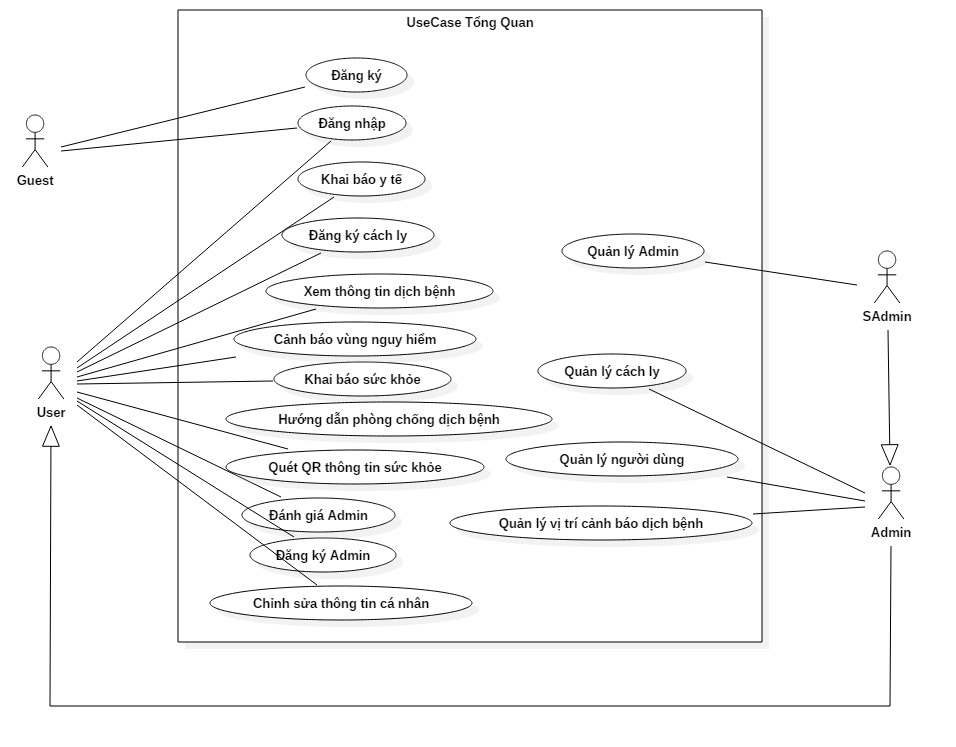 UseCase Tổng Quan
Đăng ký
Đăng nhập
Guest
Khai báo y tế
Đăng ký cách ly
Quản lý Admin
Xem thông tin dịch bệnh
SAdmin
Cảnh báo vùng nguy hiểm
Quản lý cách ly
Khai báo sức khỏe
User
Hướng dẫn phòng chống dịch bệnh
Quản lý người dùng
Quét QR thông tin sức khỏe
Đánh giá Admin
Quản lý vị trí cảnh báo dịch bệnh
Admin
Đăng ký Admin
Chỉnh sửa thông tin cá nhân